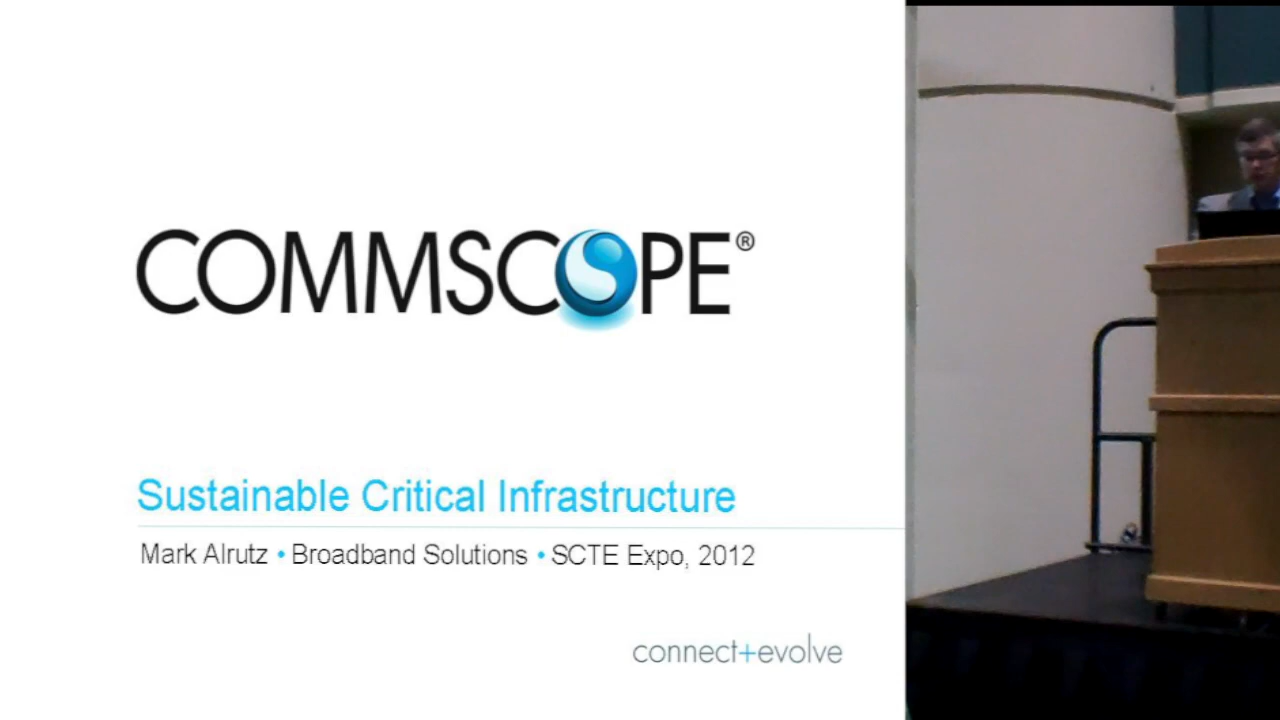 COMMSCOPE®
Sustainable Critical Infrastructure
Mark Alrutz • Broadband Solutions • SCTE Expo, 2012
connect+evolve